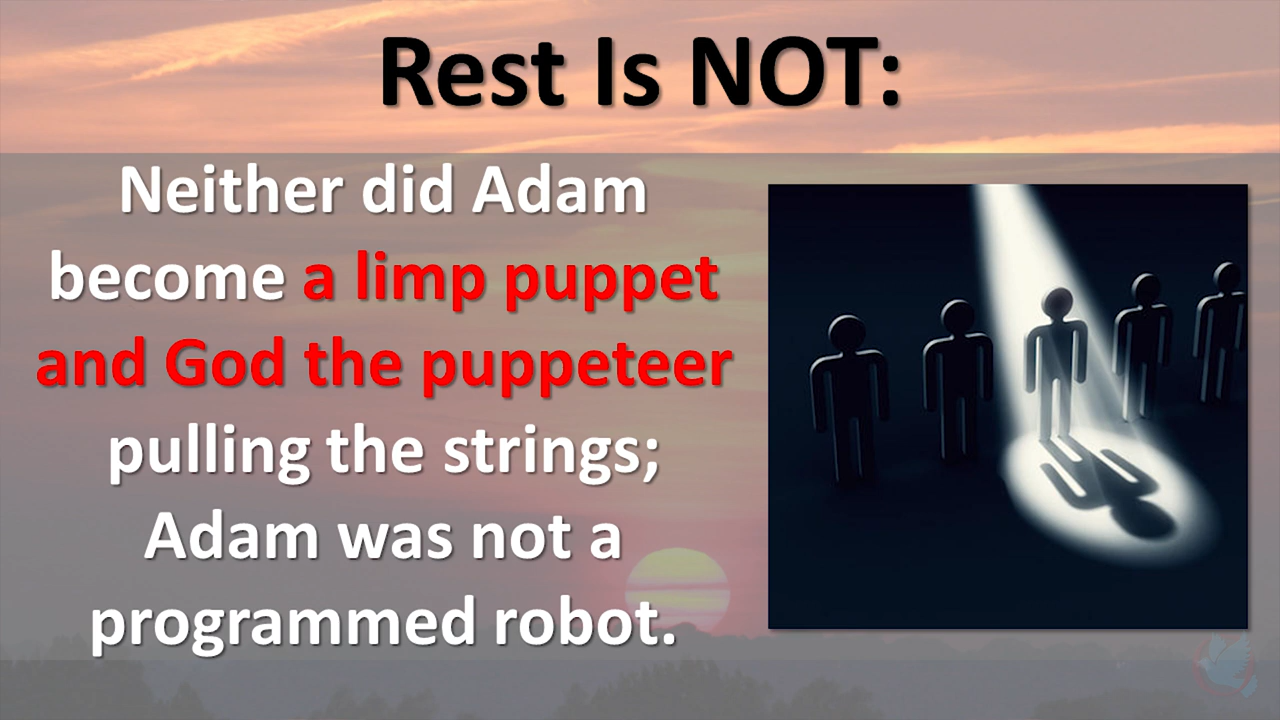 Rest Is NOT:
Neither did Adam
become a limp puppet
and God the puppeteer
pulling the strings;
Adam was not a
programmed robot.